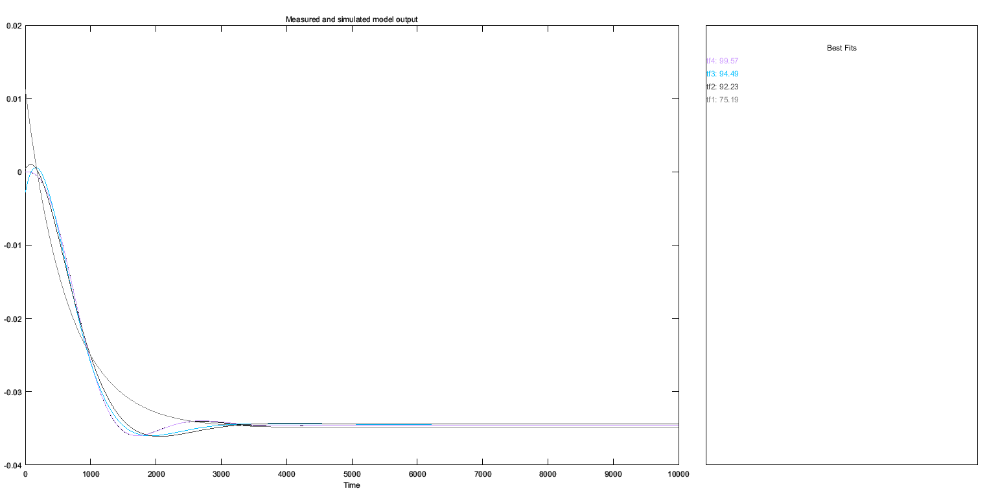 Measured and simulated model output
0.02
0.01
0
-0.01
-0.02
-0.03
-0.04
0 1000 2000 3000 4000 5000 6000 7000 8000 9000 10000
Time
Best Fits
tf4: 99.57
tf3: 94.49
tf2: 92.23
tf1: 75.19